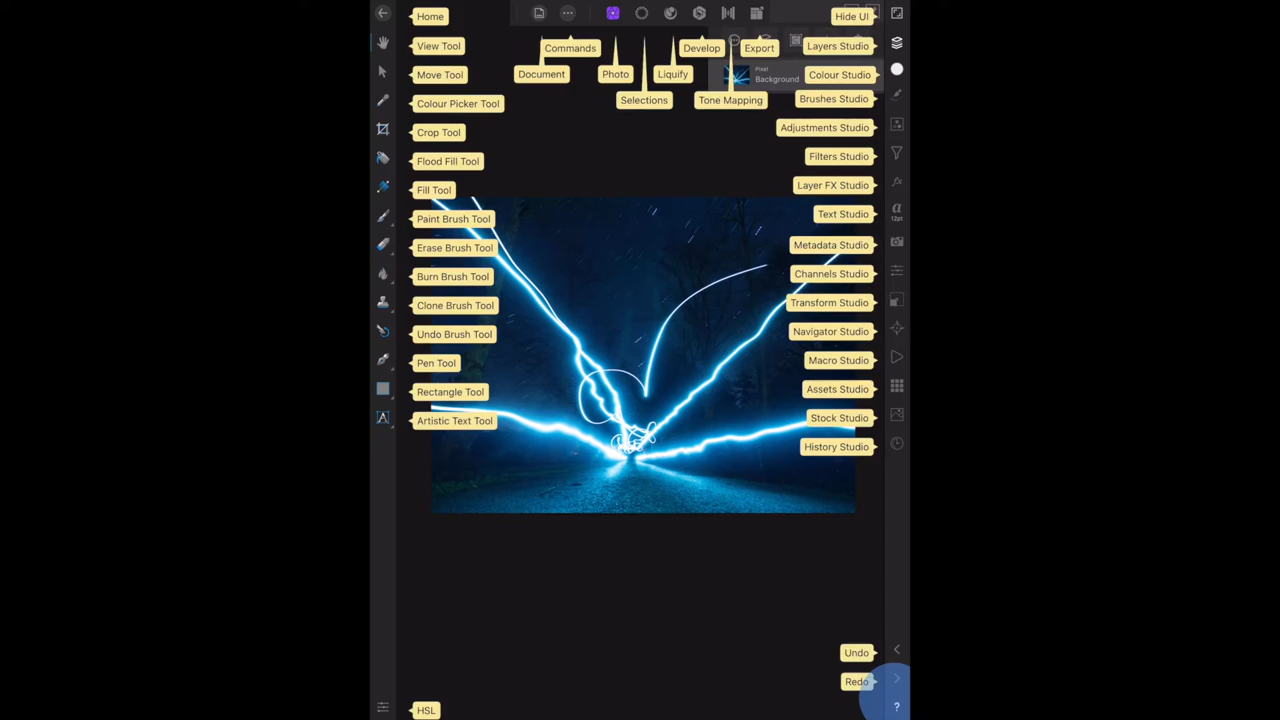 Home
View Tool
Move Tool
Colour Picker Tool
Crop Tool
Flood Fill Tool
Fill Tool
Paint Brush Tool
Erase Brush Tool
Burn Brush Tool
Clone Brush Tool
Undo Brush Tool
Pen Tool
Rectangle Tool
Artistic Text Tool
HSL
Commands
Develop
Export
Document
Photo
Liquify
Selections
Tone Mapping
Pixel
Background
Hide UI
Layers Studio
Colour Studio
Brushes Studio
Adjustments Studio
Filters Studio
Layer FX Studio
fx
Text Studio
a
12pt
Metadata Studio
Channels Studio
Transform Studio
Navigator Studio
Macro Studio
Assets Studio
Stock Studio
History Studio
Undo
Redo
?
A